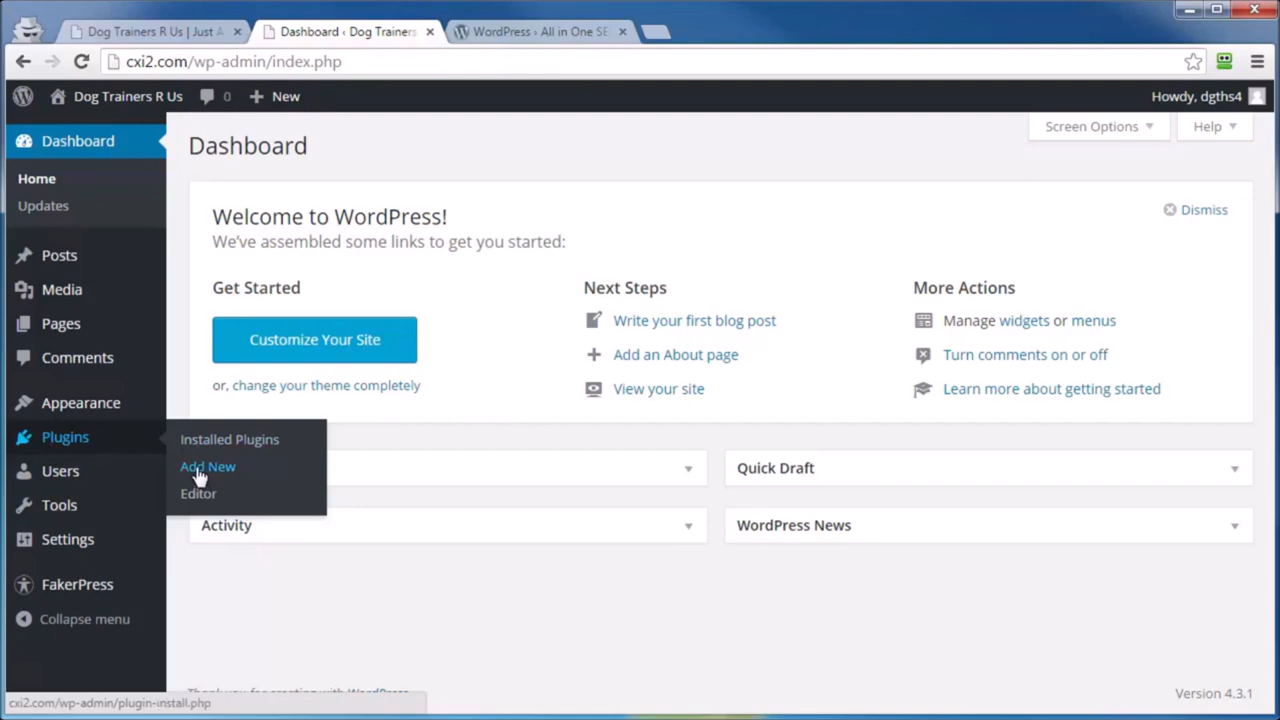 Dog Trainers R Us | Just A
Dashboard ‹ Dog Trainers
WordPress › All in One SE
cxi2.com/wp-admin/index.php
Dog Trainers R Us
0
New
Howdy, dgths4
Dashboard
Home
Updates
Posts
Media
Pages
Comments
Appearance
Plugins
Users
Tools
Settings
FakerPress
Collapse menu
Installed Plugins
Add New
Editor
Screen Options
Help
Dashboard
Welcome to WordPress!
Dismiss
We've assembled some links to get you started:
Get Started
Customize Your Site
or, change your theme completely
Next Steps
Write your first blog post
Add an About page
View your site
More Actions
Manage widgets or menus
Turn comments on or off
Learn more about getting started
Quick Draft
Activity
WordPress News
Thank you for creating with WordPress
Version 4.3.1
cxi2.com/wp-admin/plugin-install.php